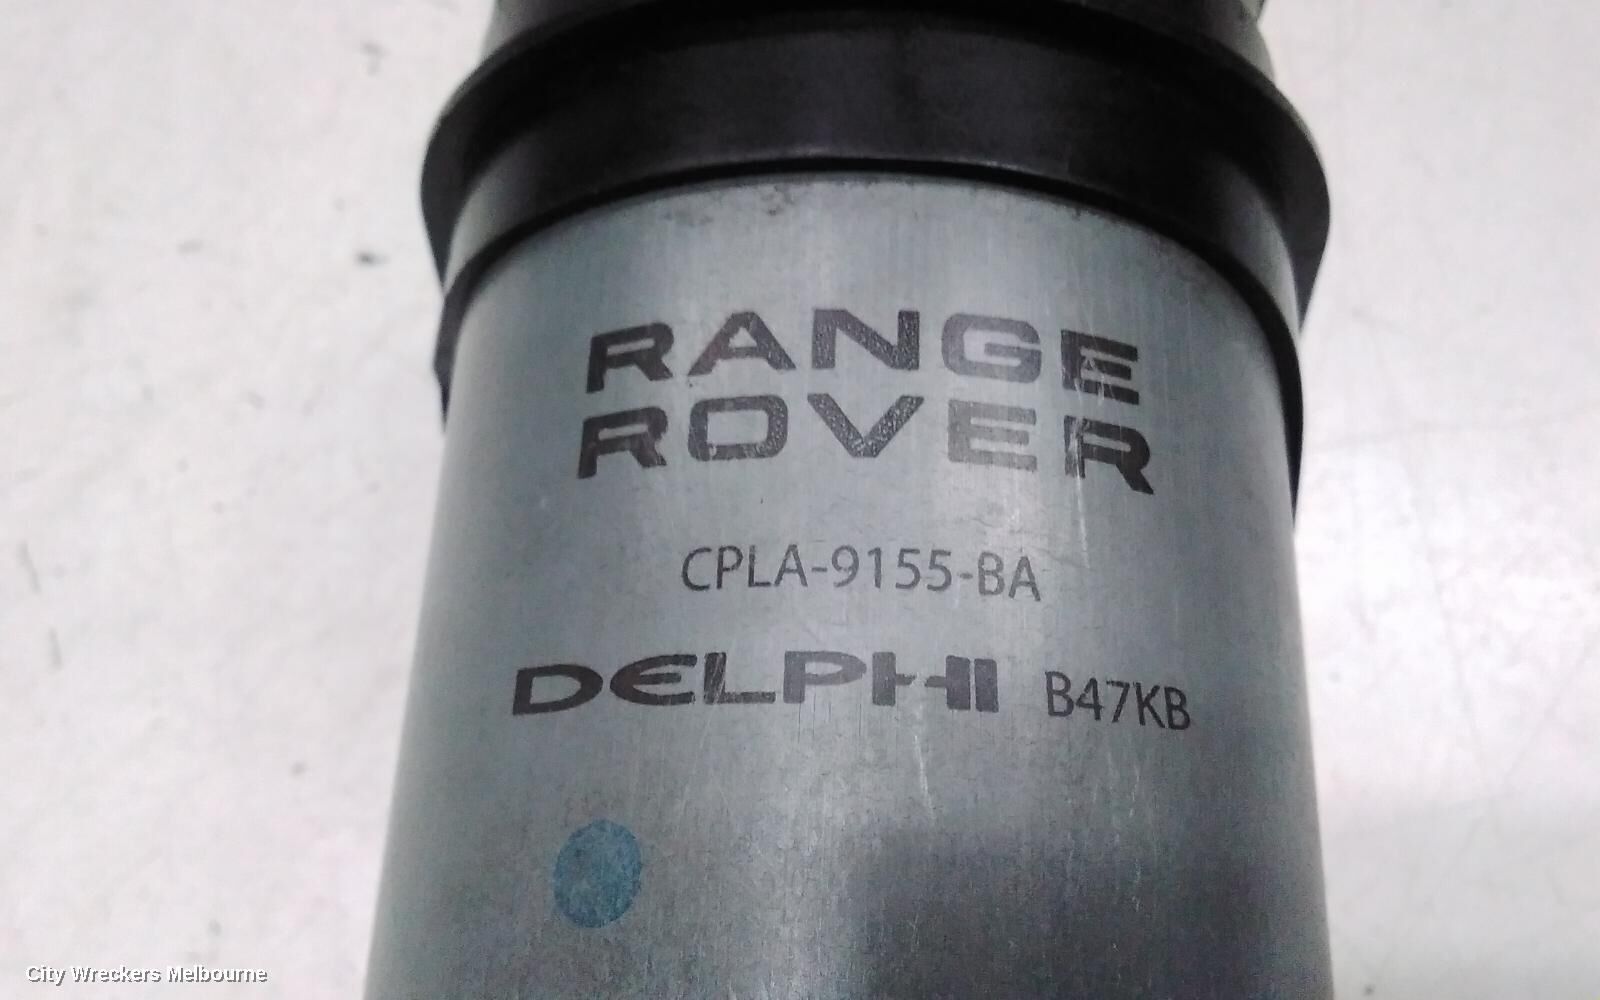 RANGE
ROVER
CPLA-9155-BA
DELPHI B47KB
City Wreckers Melbourne